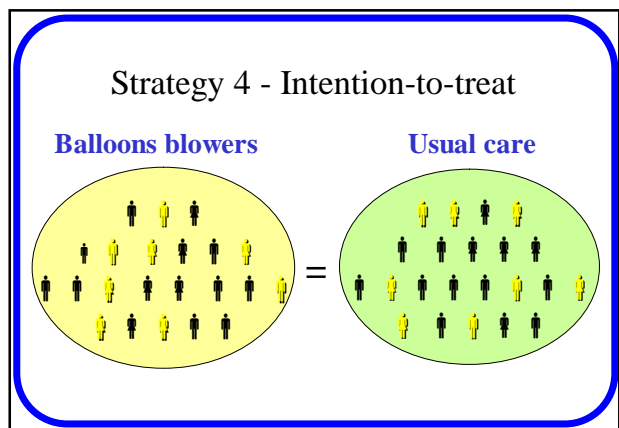 Strategy 4 - Intention-to-treat
Balloons blowers
Usual care
=